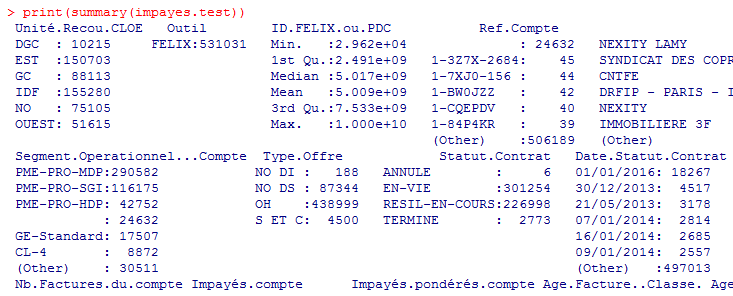 > print(summary(impayes.test))
Unité.Recou.CLOE Outil ID.FELIX.ou.PDC Ref.Compte
DGC : 10215 FELIX:531031 Min. :2.962e+04 : 24632 NEXITY LAMY
EST :150703 1st Qu.:2.491e+09 1-3Z7X-2684: 45 SYNDICAT DES COPR
GC : 88113 Median :5.017e+09 1-7XJ0-156 : 44 CNTFE
IDF :155280 Mean :5.009e+09 1-BW0JZZ : 42 DRFIP - PARIS - I
NO : 75105 3rd Qu.:7.533e+09 1-CQEPDV : 40 NEXITY
OUEST: 51615 Max. :1.000e+10 1-84P4KR : 39 IMMOBILIERE 3F
(Other) :506189 (Other)
Segment.Operationnel...Compte Type.Offre Statut.Contrat Date.Statut.Contrat
PME-PRO-MDP:290582 NO DI : 188 ANNULE : 6 01/01/2016: 18267
PME-PRO-SGI:116175 NO DS : 87344 EN-VIE :301254 30/12/2013: 4517
PME-PRO-HDP: 42752 OH :438999 RESIL-EN-COURS:226998 21/05/2013: 3178
: 24632 S ET C: 4500 TERMINE : 2773 07/01/2014: 2814
GE-Standard: 17507 16/01/2014: 2685
CL-4 : 8872 09/01/2014: 2557
(Other) : 30511 (Other) :497013
Nb.Factures.du.compte Impayés.compte Impayés.pondérés.compte Age.Facture..Classe. Age